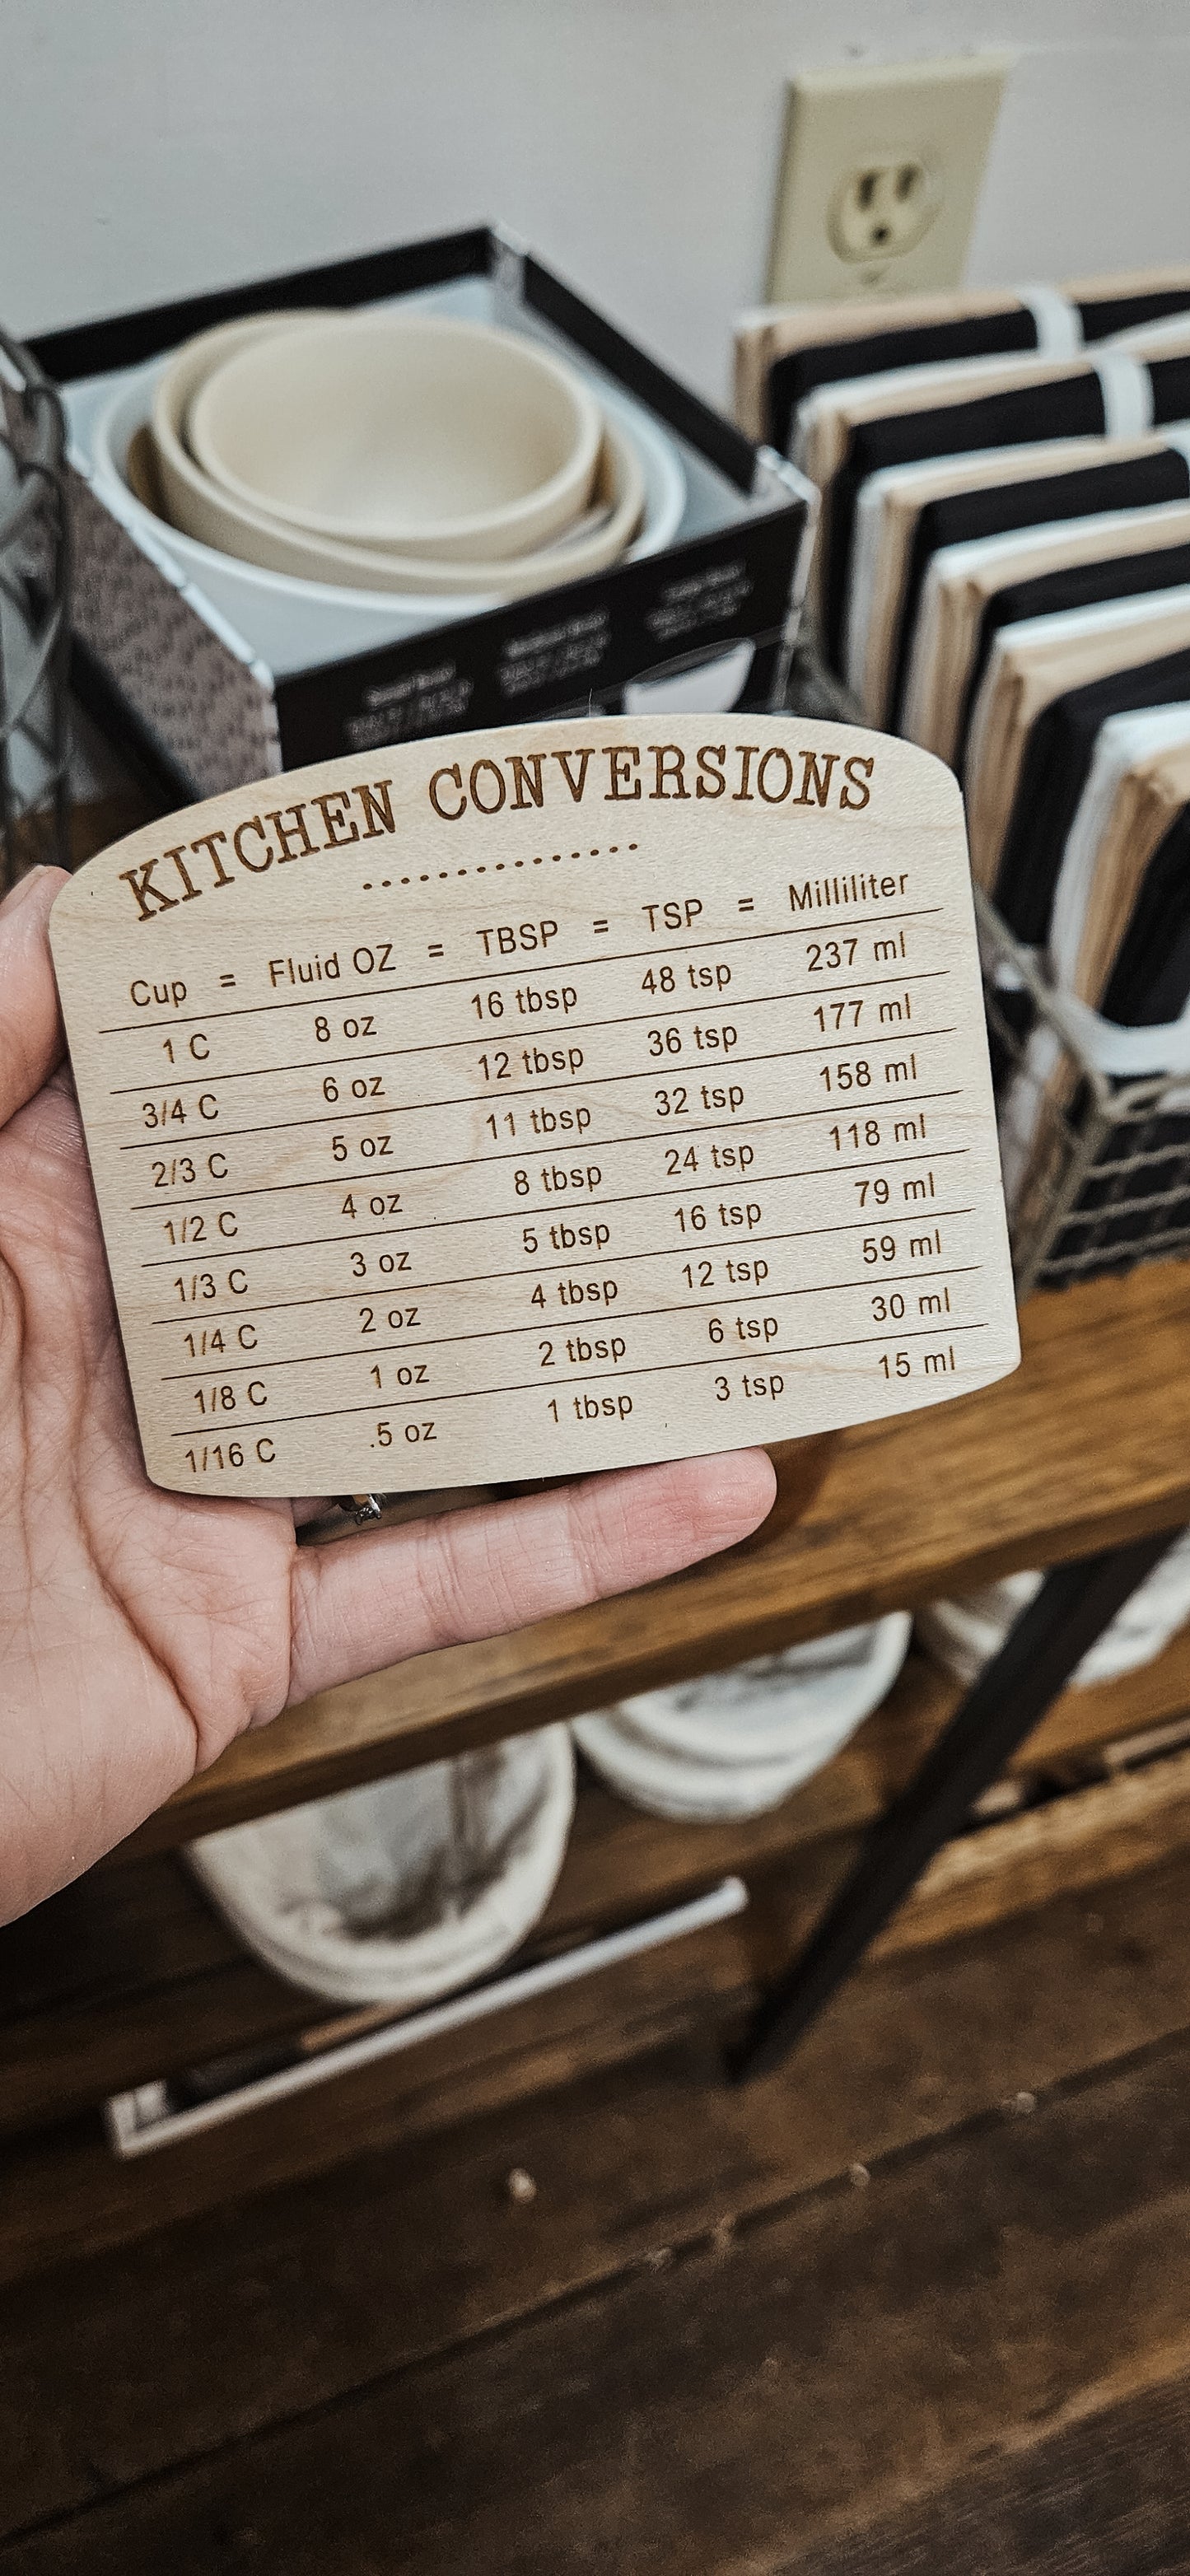 KITCHEN CONVERSIONS
Cup = Fluid OZ = TBSP = TSP = Milliliter
1 C 8 oz 16 tbsp 48 tsp 237 ml
3/4 C 6 oz 12 tbsp 36 tsp 177 ml
2/3 C 5 oz 11 tbsp 32 tsp 158 ml
1/2 C 4 oz 8 tbsp 24 tsp 118 ml
1/3 C 3 oz 5 tbsp 16 tsp 79 ml
1/4 C 2 oz 4 tbsp 12 tsp 59 ml
1/8 C 1 oz 2 tbsp 6 tsp 30 ml
1/16 C .5 oz 1 tbsp 3 tsp 15 ml